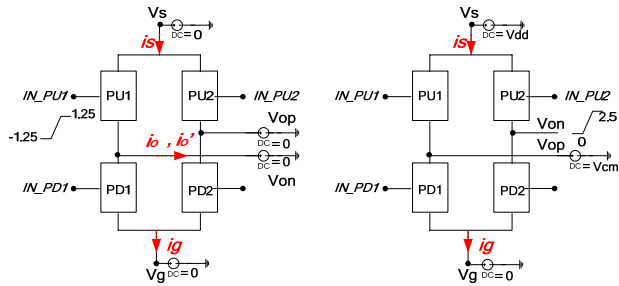 Vs
DC=0
is
PU1
PU2
IN_PU1
IN_PU2
1.25
-1.25
Vop
DC=0
io , io'
DC=0
Von
IN_PD1
PD1
PD2
ig
Vg
DC=0
Vs
DC=Vdd
is
PU1
PU2
IN_PU1
IN_PU2
Von
2.5
0
Vop
DC=Vcm
IN_PD1
PD1
PD2
ig
Vg
DC=0